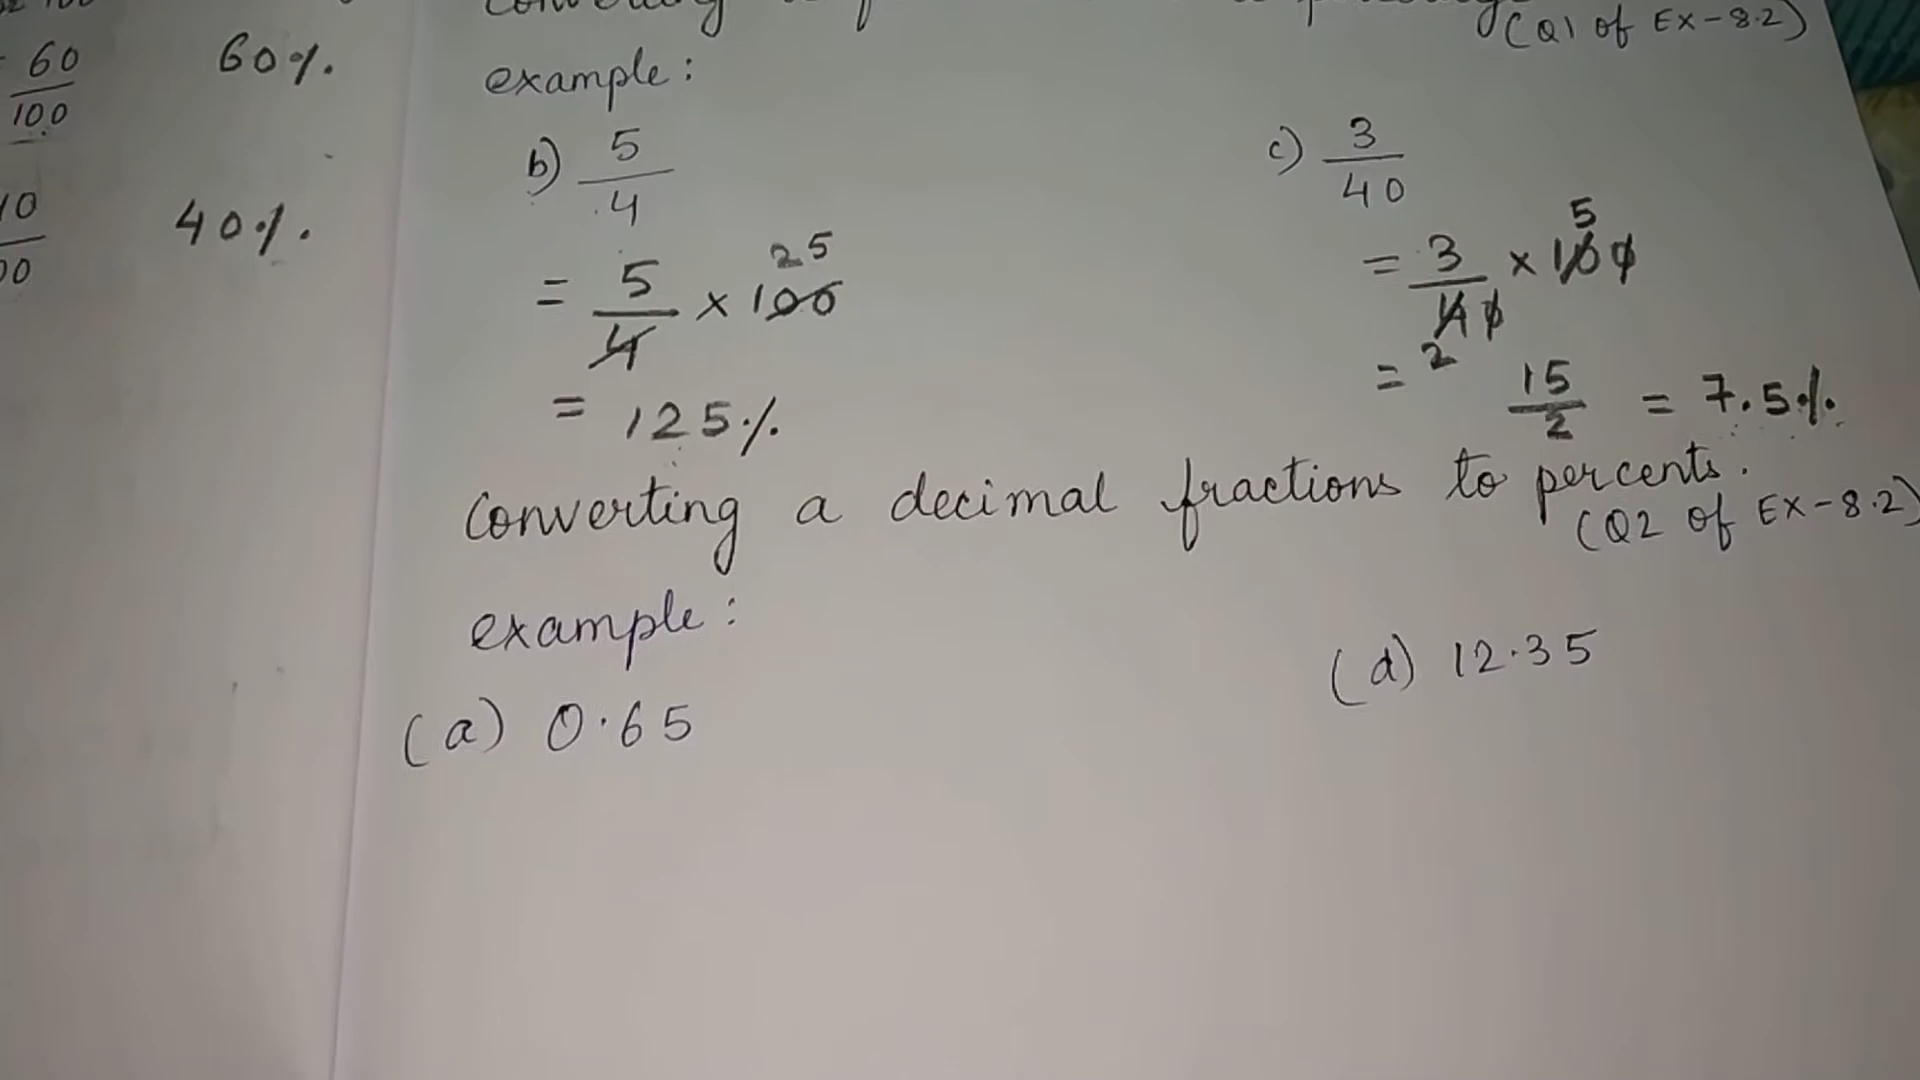 60
100
60%
40%
(Q1 of Ex-8.2)
example:
b) 5/4
= 5/4 × 100 25
= 125%
c) 3/40
= 3/40 × 100 5
= 2 15/2 = 7.5%
Converting a decimal fractions to percents.
(Q2 of Ex-8.2)
example:
(a) 0.65
(d) 12.35